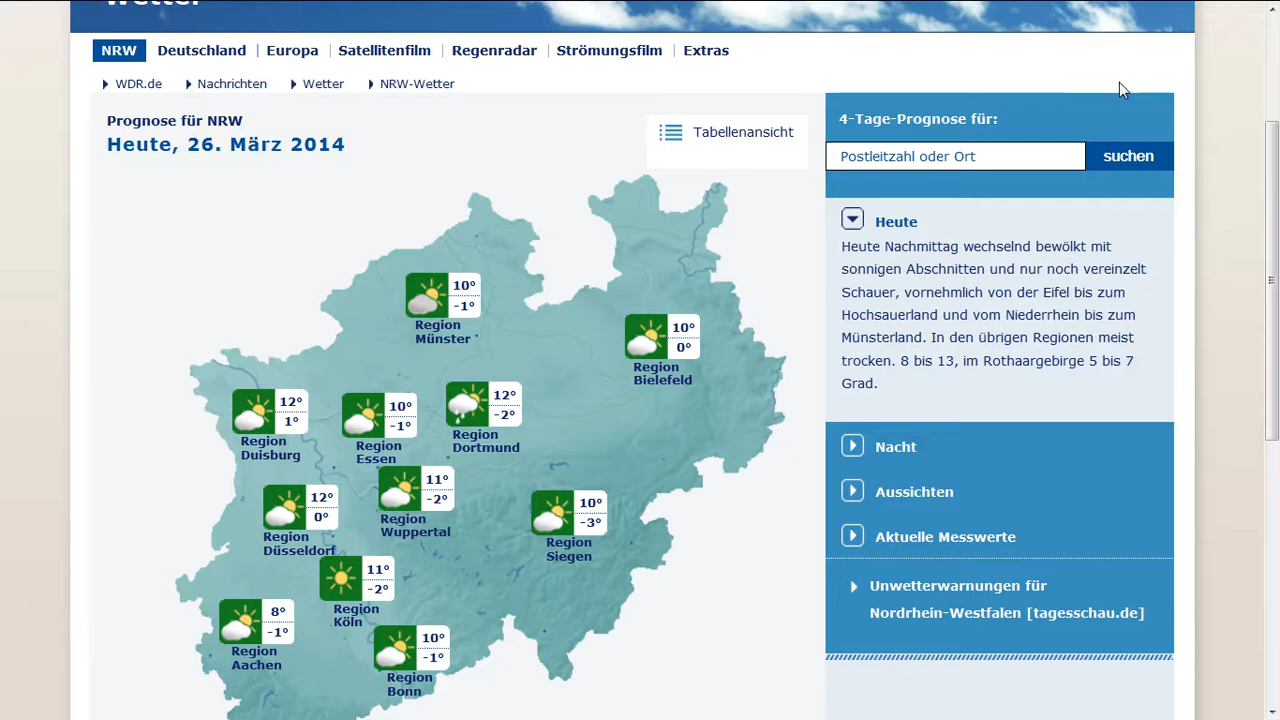 Wetter
NRW Deutschland Europa Satellitenfilm Regenradar Strömungsfilm Extras
WDR.de Nachrichten Wetter NRW-Wetter
Prognose für NRW
Heute, 26. März 2014
Tabellenansicht
10°
-1°
Region
Münster
10°
0°
Region
Bielefeld
12°
1°
Region
Duisburg
10°
-1°
Region
Essen
12°
-2°
Region
Dortmund
11°
-2°
Region
Wuppertal
12°
0°
Region
Düsseldorf
10°
-3°
Region
Siegen
11°
-2°
Region
Köln
8°
-1°
Region
Aachen
10°
-1°
Region
Bonn
4-Tage-Prognose für:
Postleitzahl oder Ort suchen
Heute
Heute Nachmittag wechselnd bewölkt mit
sonnigen Abschnitten und nur noch vereinzelt
Schauer, vornehmlich von der Eifel bis zum
Hochsauerland und vom Niederrhein bis zum
Münsterland. In den übrigen Regionen meist
trocken. 8 bis 13, im Rothaargebirge 5 bis 7
Grad.
Nacht
Aussichten
Aktuelle Messwerte
Unwetterwarnungen für
Nordrhein-Westfalen [tagesschau.de]